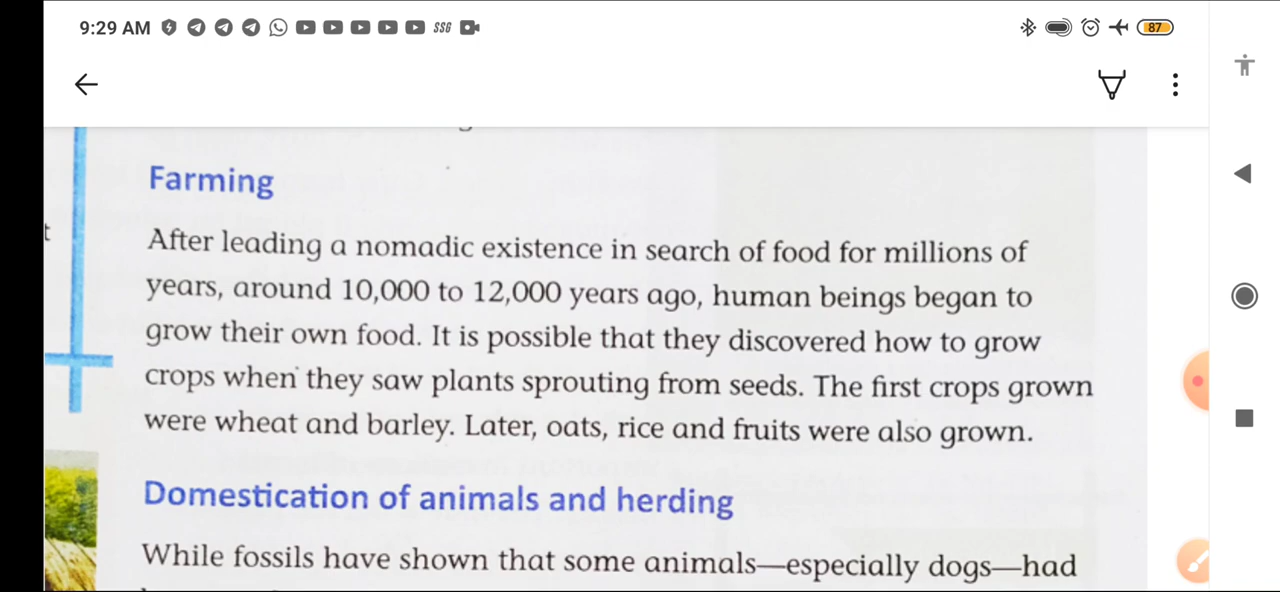 9:29 AM SSG 87
t
Farming
After leading a nomadic existence in search of food for millions of
years, around 10,000 to 12,000 years ago, human beings began to
grow their own food. It is possible that they discovered how to grow
crops when they saw plants sprouting from seeds. The first crops grown
were wheat and barley. Later, oats, rice and fruits were also grown.
Domestication of animals and herding
While fossils have shown that some animals—especially dogs—had